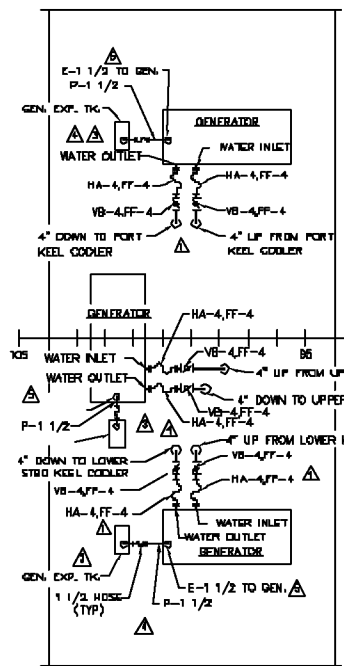 E-1 1/2 TO GEN.
P-1 1/2
GEN. EXP. TK.
GENERATOR
WATER OUTLET
WATER INLET
HA-4,FF-4
HA-4,FF-4
VB-4,FF-4
VB-4,FF-4
4" DOWN TO PORT
KEEL COOLER
1
4" UP FROM PORT
KEEL COOLER
GENERATOR
HA-4,FF-4
105
95
WATER INLET
VB-4,FF-4
4" UP FROM UP
WATER OUTLET
4" DOWN TO UPPER
VB-4,FF-4
P-1 1/2
HA-4,FF-4
4" UP FROM LOWER
4" DOWN TO LOWER
STBD KEEL COOLER
VB-4,FF-4
VB-4,FF-4
HA-4,FF-4
HA-4,FF-4
WATER INLET
WATER OUTLET
GENERATOR
GEN. EXP. TK.
1 1/2 HOSE
(TYP)
E-1 1/2 TO GEN.
P-1 1/2